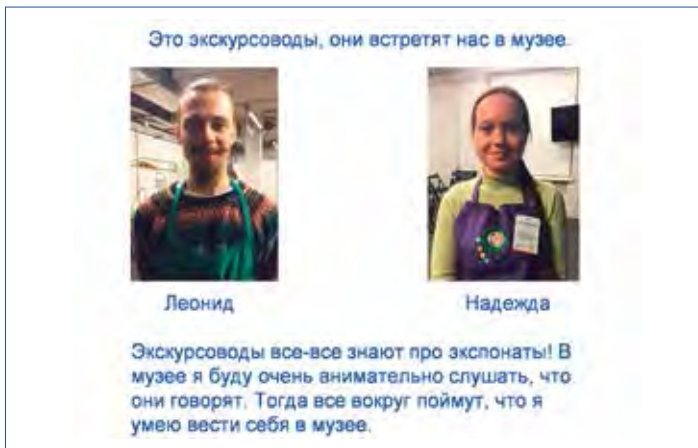 Это экскурсоводы, они встретят нас в музее.
Леонид
Надежда
Экскурсоводы все-все знают про экспонаты! В
музее я буду очень внимательно слушать, что
они говорят. Тогда все вокруг поймут, что я
умею вести себя в музее.